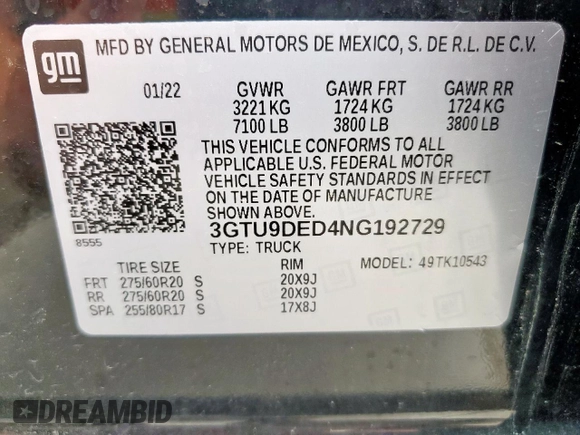 gm
MFD BY GENERAL MOTORS DE MEXICO, S. DE R.L. DE C.V.
01/22 GVWR GAWR FRT GAWR RR
3221 KG 1724 KG 1724 KG
7100 LB 3800 LB 3800 LB
THIS VEHICLE CONFORMS TO ALL
APPLICABLE U.S. FEDERAL MOTOR
VEHICLE SAFETY STANDARDS IN EFFECT
ON THE DATE OF MANUFACTURE
SHOWN ABOVE.
8555 3GTU9DED4NG192729
TYPE: TRUCK
TIRE SIZE RIM MODEL: 49TK10543
FRT 275/60R20 S 20X9J
RR 275/60R20 S 20X9J
SPA 255/80R17 S 17X8J
DREAMBID